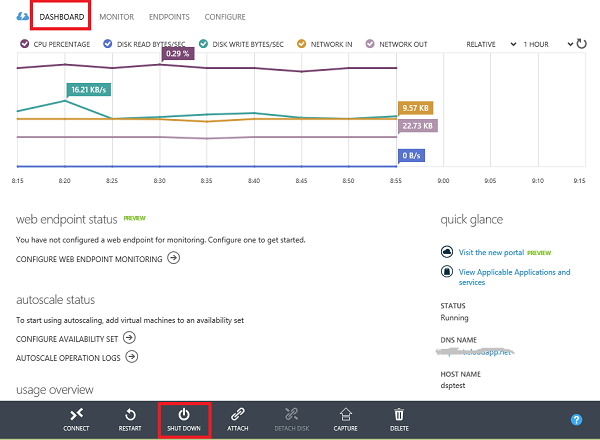 DASHBOARD MONITOR ENDPOINTS CONFIGURE
CPU PERCENTAGE DISK READ BYTES/SEC DISK WRITE BYTES/SEC NETWORK IN NETWORK OUT RELATIVE 1 HOUR
0.29 %
16.21 KB/s
9.57 KB
22.73 KB
0 B/s
8:15 8:20 8:25 8:30 8:35 8:40 8:45 8:50 8:55 9:00 9:05 9:10 9:15
web endpoint status PREVIEW
You have not configured a web endpoint for monitoring. Configure one to get started.
CONFIGURE WEB ENDPOINT MONITORING
autoscale status
To start using autoscaling, add virtual machines to an availability set
CONFIGURE AVAILABILITY SET
AUTOSCALE OPERATION LOGS
usage overview
quick glance
Visit the new portal PREVIEW
View Applicable Applications and
services
STATUS
Running
DNS NAME
HOST NAME
dsptest
CONNECT RESTART SHUT DOWN ATTACH DETACH DISK CAPTURE DELETE
?